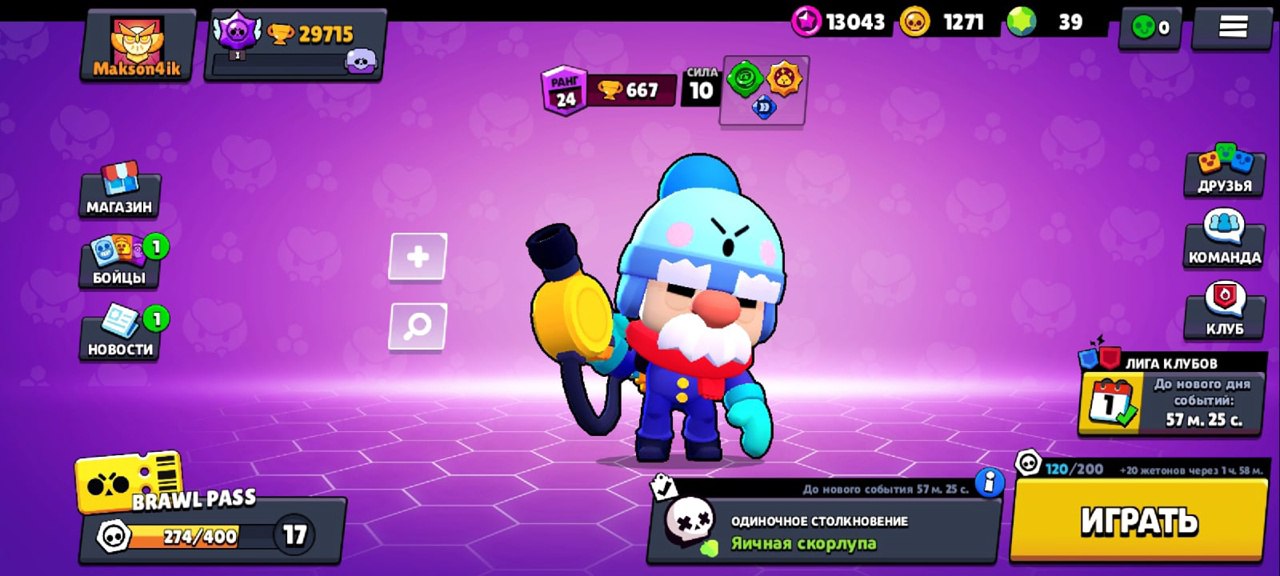 Makson4ik
29715
1
13043
1271
39
0
РАНГ
24
667
СИЛА
10
МАГАЗИН
БОЙЦЫ
1
НОВОСТИ
1
ДРУЗЬЯ
КОМАНДА
КЛУБ
ЛИГА КЛУБОВ
1
До нового дня
событий:
57 м. 25 с.
BRAWL PASS
274/400
17
До нового события 57 м. 25 с.
ОДИНОЧНОЕ СТОЛКНОВЕНИЕ
Яичная скорлупа
120/200
+20 жетонов через 1 ч. 58 м.
ИГРАТЬ